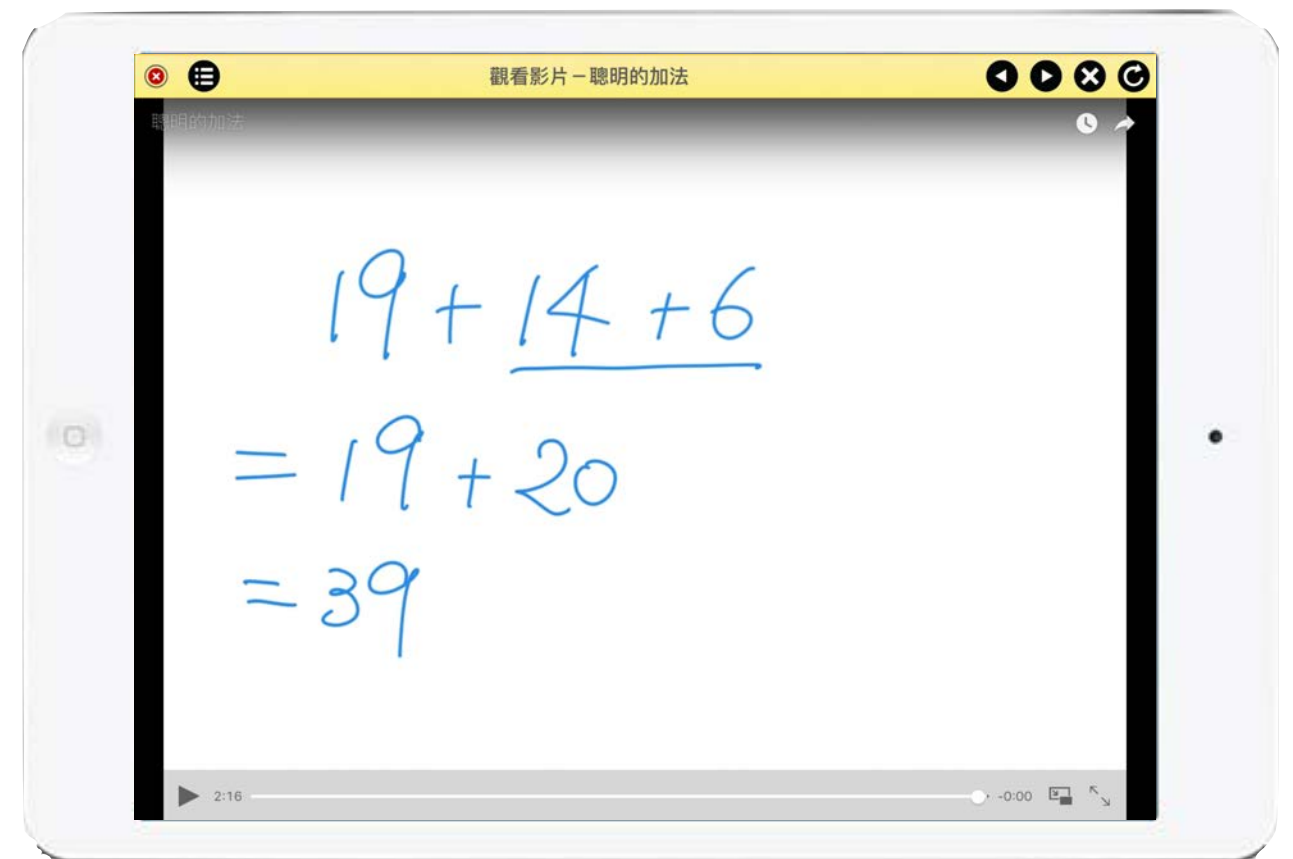 觀看影片－聰明的加法
聰明的加法
19 + 14 + 6
= 19 + 20
= 39
2:16 -0:00